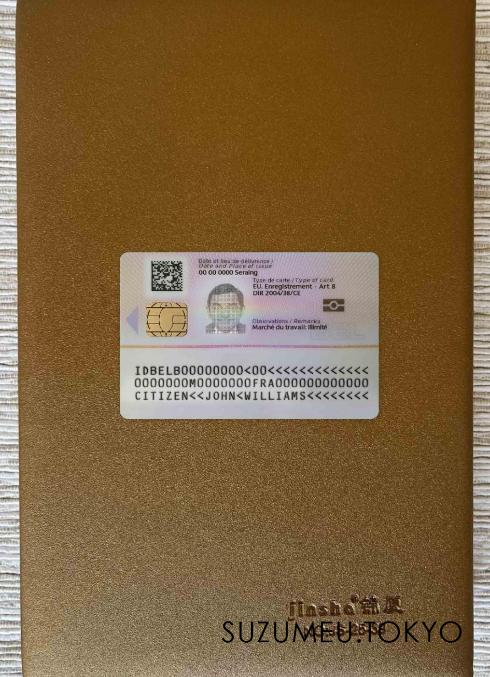 Date et lieu de délivrance /
Date and Place of issue
00 00 0000 Seraing
Type de carte / Type of card
EU. Enregistrement - Art 8
DIR 2004/38/CE
Observations / Remarks
Marché du travail: Illimité
IDBELB00000000<00<<<<<<<<<<<<<
0000000M0000000FRA000000000000
CITIZEN<<JOHN<WILLIAMS<<<<<<<<
jinsha
SUZUMEU.TOKYO